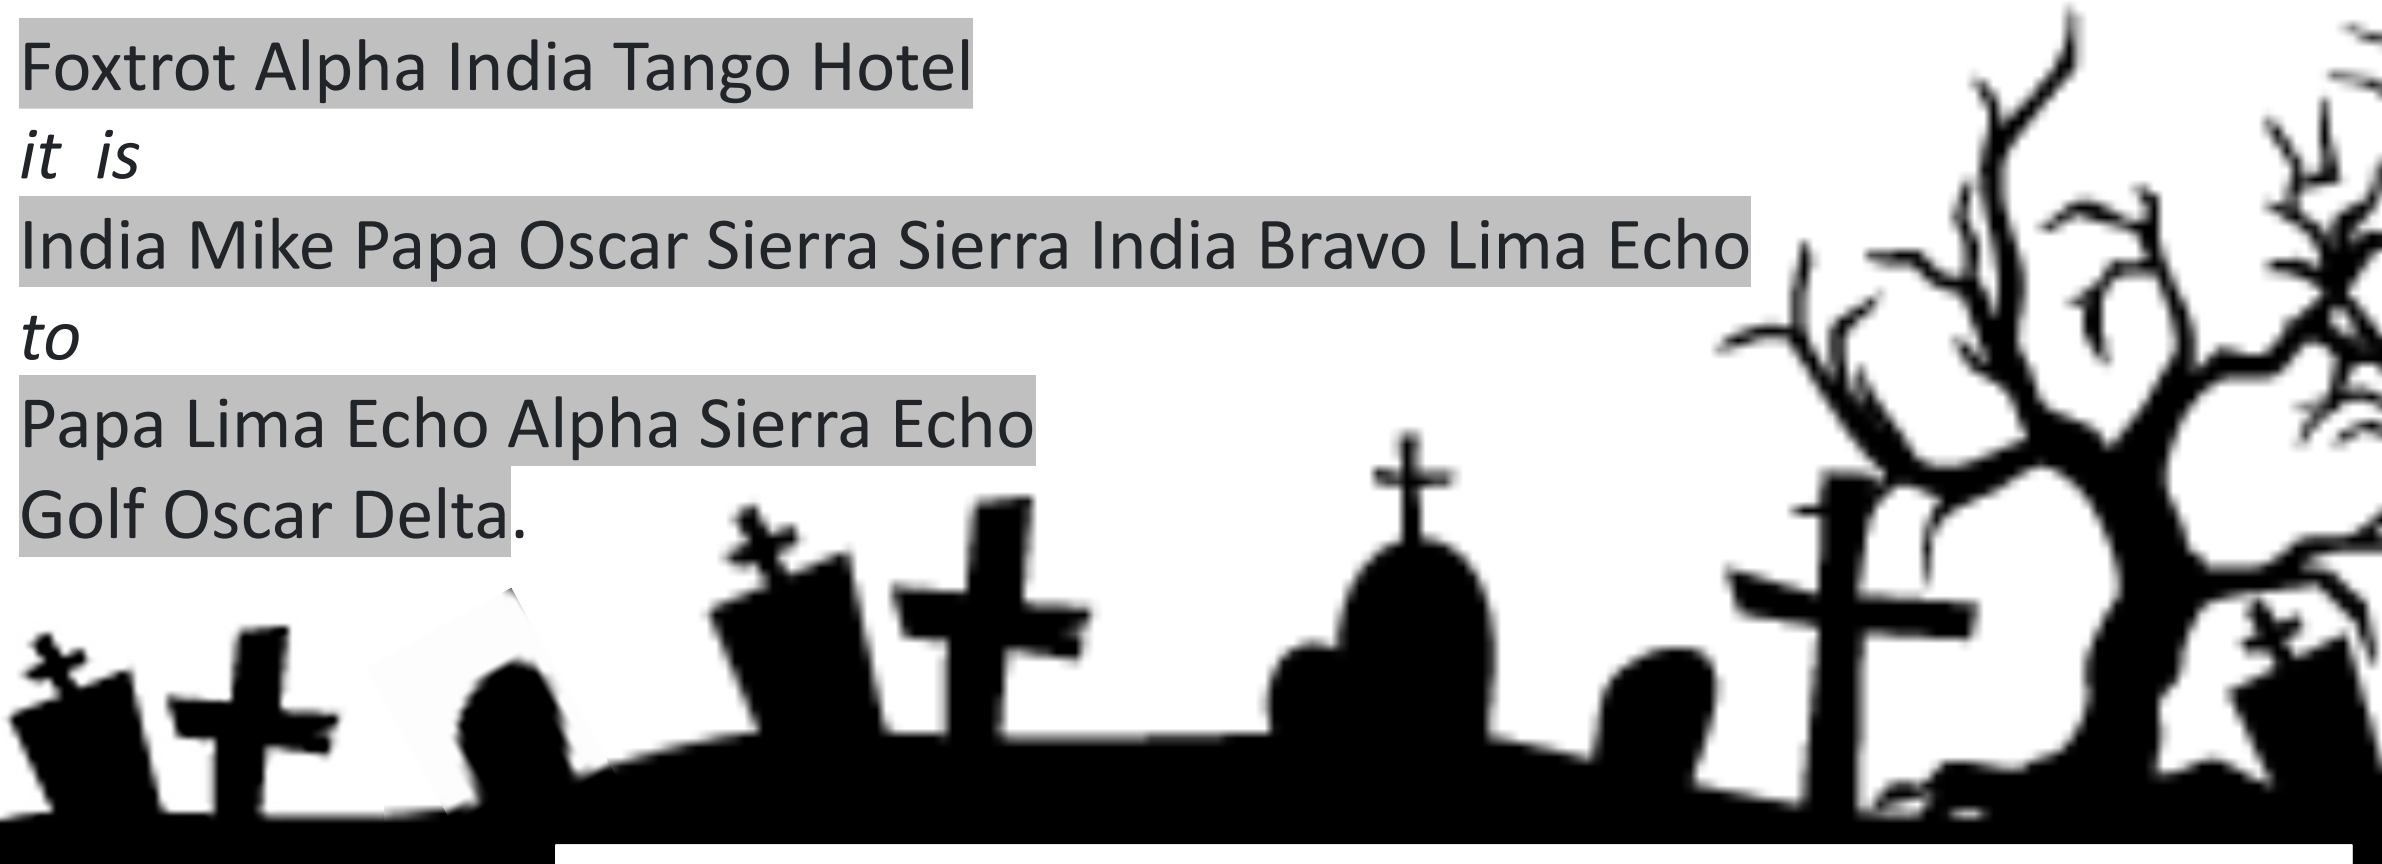 Foxtrot Alpha India Tango Hotel
it  is
India Mike Papa Oscar Sierra Sierra India Bravo Lima Echo
to
Papa Lima Echo Alpha Sierra Echo
Golf Oscar Delta.